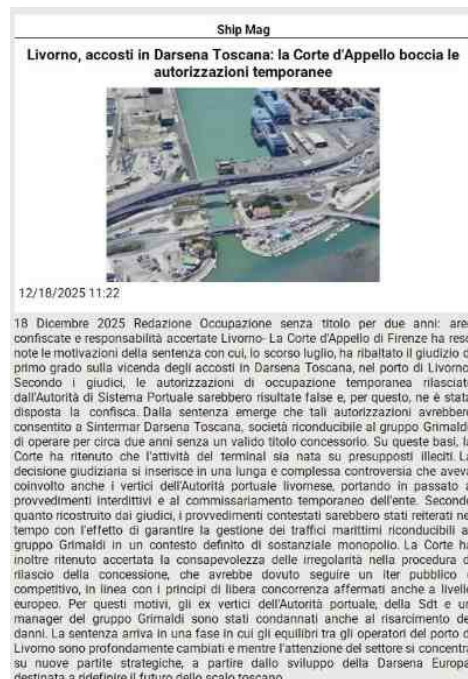 Ship Mag
Livorno, accosti in Darsena Toscana: la Corte d'Appello boccia le
autorizzazioni temporanee
12/18/2025 11:22
18 Dicembre 2025 Redazione Occupazione senza titolo per due anni: are
confiscate e responsabilità accertate Livorno- La Corte d'Appello di Firenze ha reso
note le motivazioni della sentenza con cui, lo scorso luglio, ha ribaltato il giudizio d
primo grado sulla vicenda degli accosti in Darsena Toscana, nel porto di Livorno
Secondo i giudici, le autorizzazioni di occupazione temporanea rilasciat
dall'Autorità di Sistema Portuale sarebbero risultate false e, per questo, ne è stata
disposta la confisca. Dalla sentenza emerge che tali autorizzazioni avrebber
consentito a Sintermar Darsena Toscana, società riconducibile al gruppo Grimald
di operare per circa due anni senza un valido titolo concessorio. Su queste basi, l
Corte ha ritenuto che l'attività del terminal sia nata su presupposti illeciti. La
decisione giudiziaria si inserisce in una lunga e complessa controversia che avev
coinvolto anche i vertici dell'Autorità portuale livornese, portando in passato a
provvedimenti interdittivi e al commissariamento temporaneo dell'ente. Second
quanto ricostruito dai giudici, i provvedimenti contestati sarebbero stati reiterati ne
tempo con l'effetto di garantire la gestione dei traffici marittimi riconducibili a
gruppo Grimaldi in un contesto definito di sostanziale monopolio. La Corte ha
inoltre ritenuto accertata la consapevolezza delle irregolarità nella procedura d
rilascio della concessione, che avrebbe dovuto seguire un iter pubblico
competitivo, in linea con i principi di libera concorrenza affermati anche a livell
europeo. Per questi motivi, gli ex vertici dell'Autorità portuale, della Sdt e u
manager del gruppo Grimaldi sono stati condannati anche al risarcimento de
danni. La sentenza arriva in una fase in cui gli equilibri tra gli operatori del porto d
Livorno sono profondamente cambiati e mentre l'attenzione del settore si concentr
su nuove partite strategiche, a partire dallo sviluppo della Darsena Europa
destinata a ridefinire il futuro dello scalo toscano